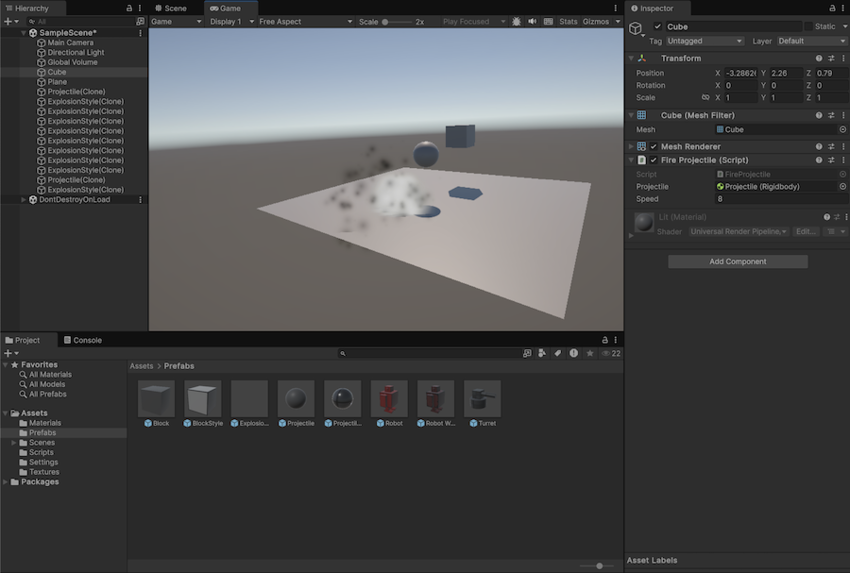 Hierarchy
All
SampleScene*
Main Camera
Directional Light
Global Volume
Cube
Plane
Projectile(Clone)
ExplosionStyle(Clone)
ExplosionStyle(Clone)
ExplosionStyle(Clone)
ExplosionStyle(Clone)
ExplosionStyle(Clone)
ExplosionStyle(Clone)
ExplosionStyle(Clone)
ExplosionStyle(Clone)
Projectile(Clone)
ExplosionStyle(Clone)
DontDestroyOnLoad
Scene Game
Game Display 1 Free Aspect Scale 2x Play Focused Stats Gizmos
Inspector
Cube Static
Tag Untagged Layer Default
Transform
Position X -3.2862 Y 2.26 Z 0.79
Rotation X 0 Y 0 Z 0
Scale X 1 Y 1 Z 1
Cube (Mesh Filter)
Mesh Cube
Mesh Renderer
Fire Projectile (Script)
Script FireProjectile
Projectile Projectile (Rigidbody)
Speed 8
Lit (Material)
Shader Universal Render Pipeline/ Edit...
Add Component
Asset Labels
Project Console
22
Favorites
All Materials
All Models
All Prefabs
Assets
Materials
Prefabs
Scenes
Scripts
Settings
Textures
Packages
Assets > Prefabs
Block BlockStyle Explosio... Projectile Projectil... Robot Robot W... Turret